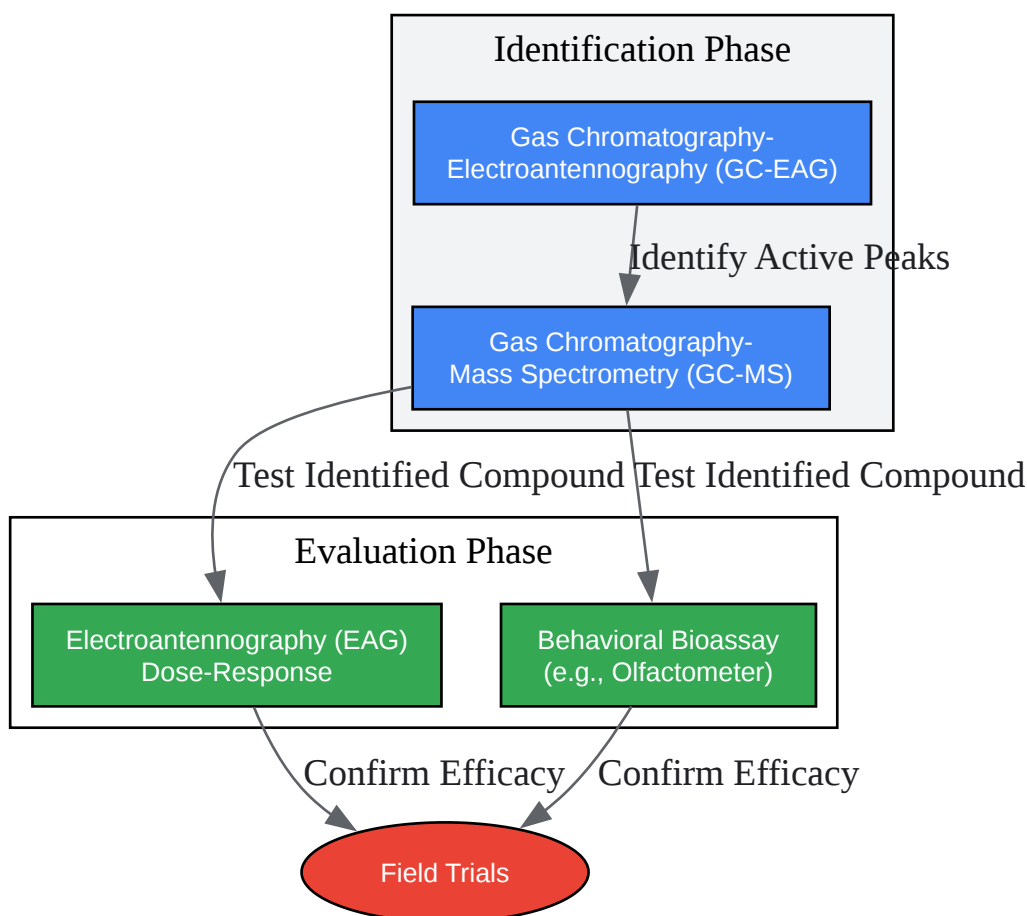 Identification Phase
Gas Chromatography-
Electroantennography (GC-EAG)
Identify Active Peaks
Gas Chromatography-
Mass Spectrometry (GC-MS)
Test Identified Compound
Test Identified Compound
Evaluation Phase
Electroantennography (EAG)
Dose-Response
Behavioral Bioassay
(e.g., Olfactometer)
Confirm Efficacy
Confirm Efficacy
Field Trials